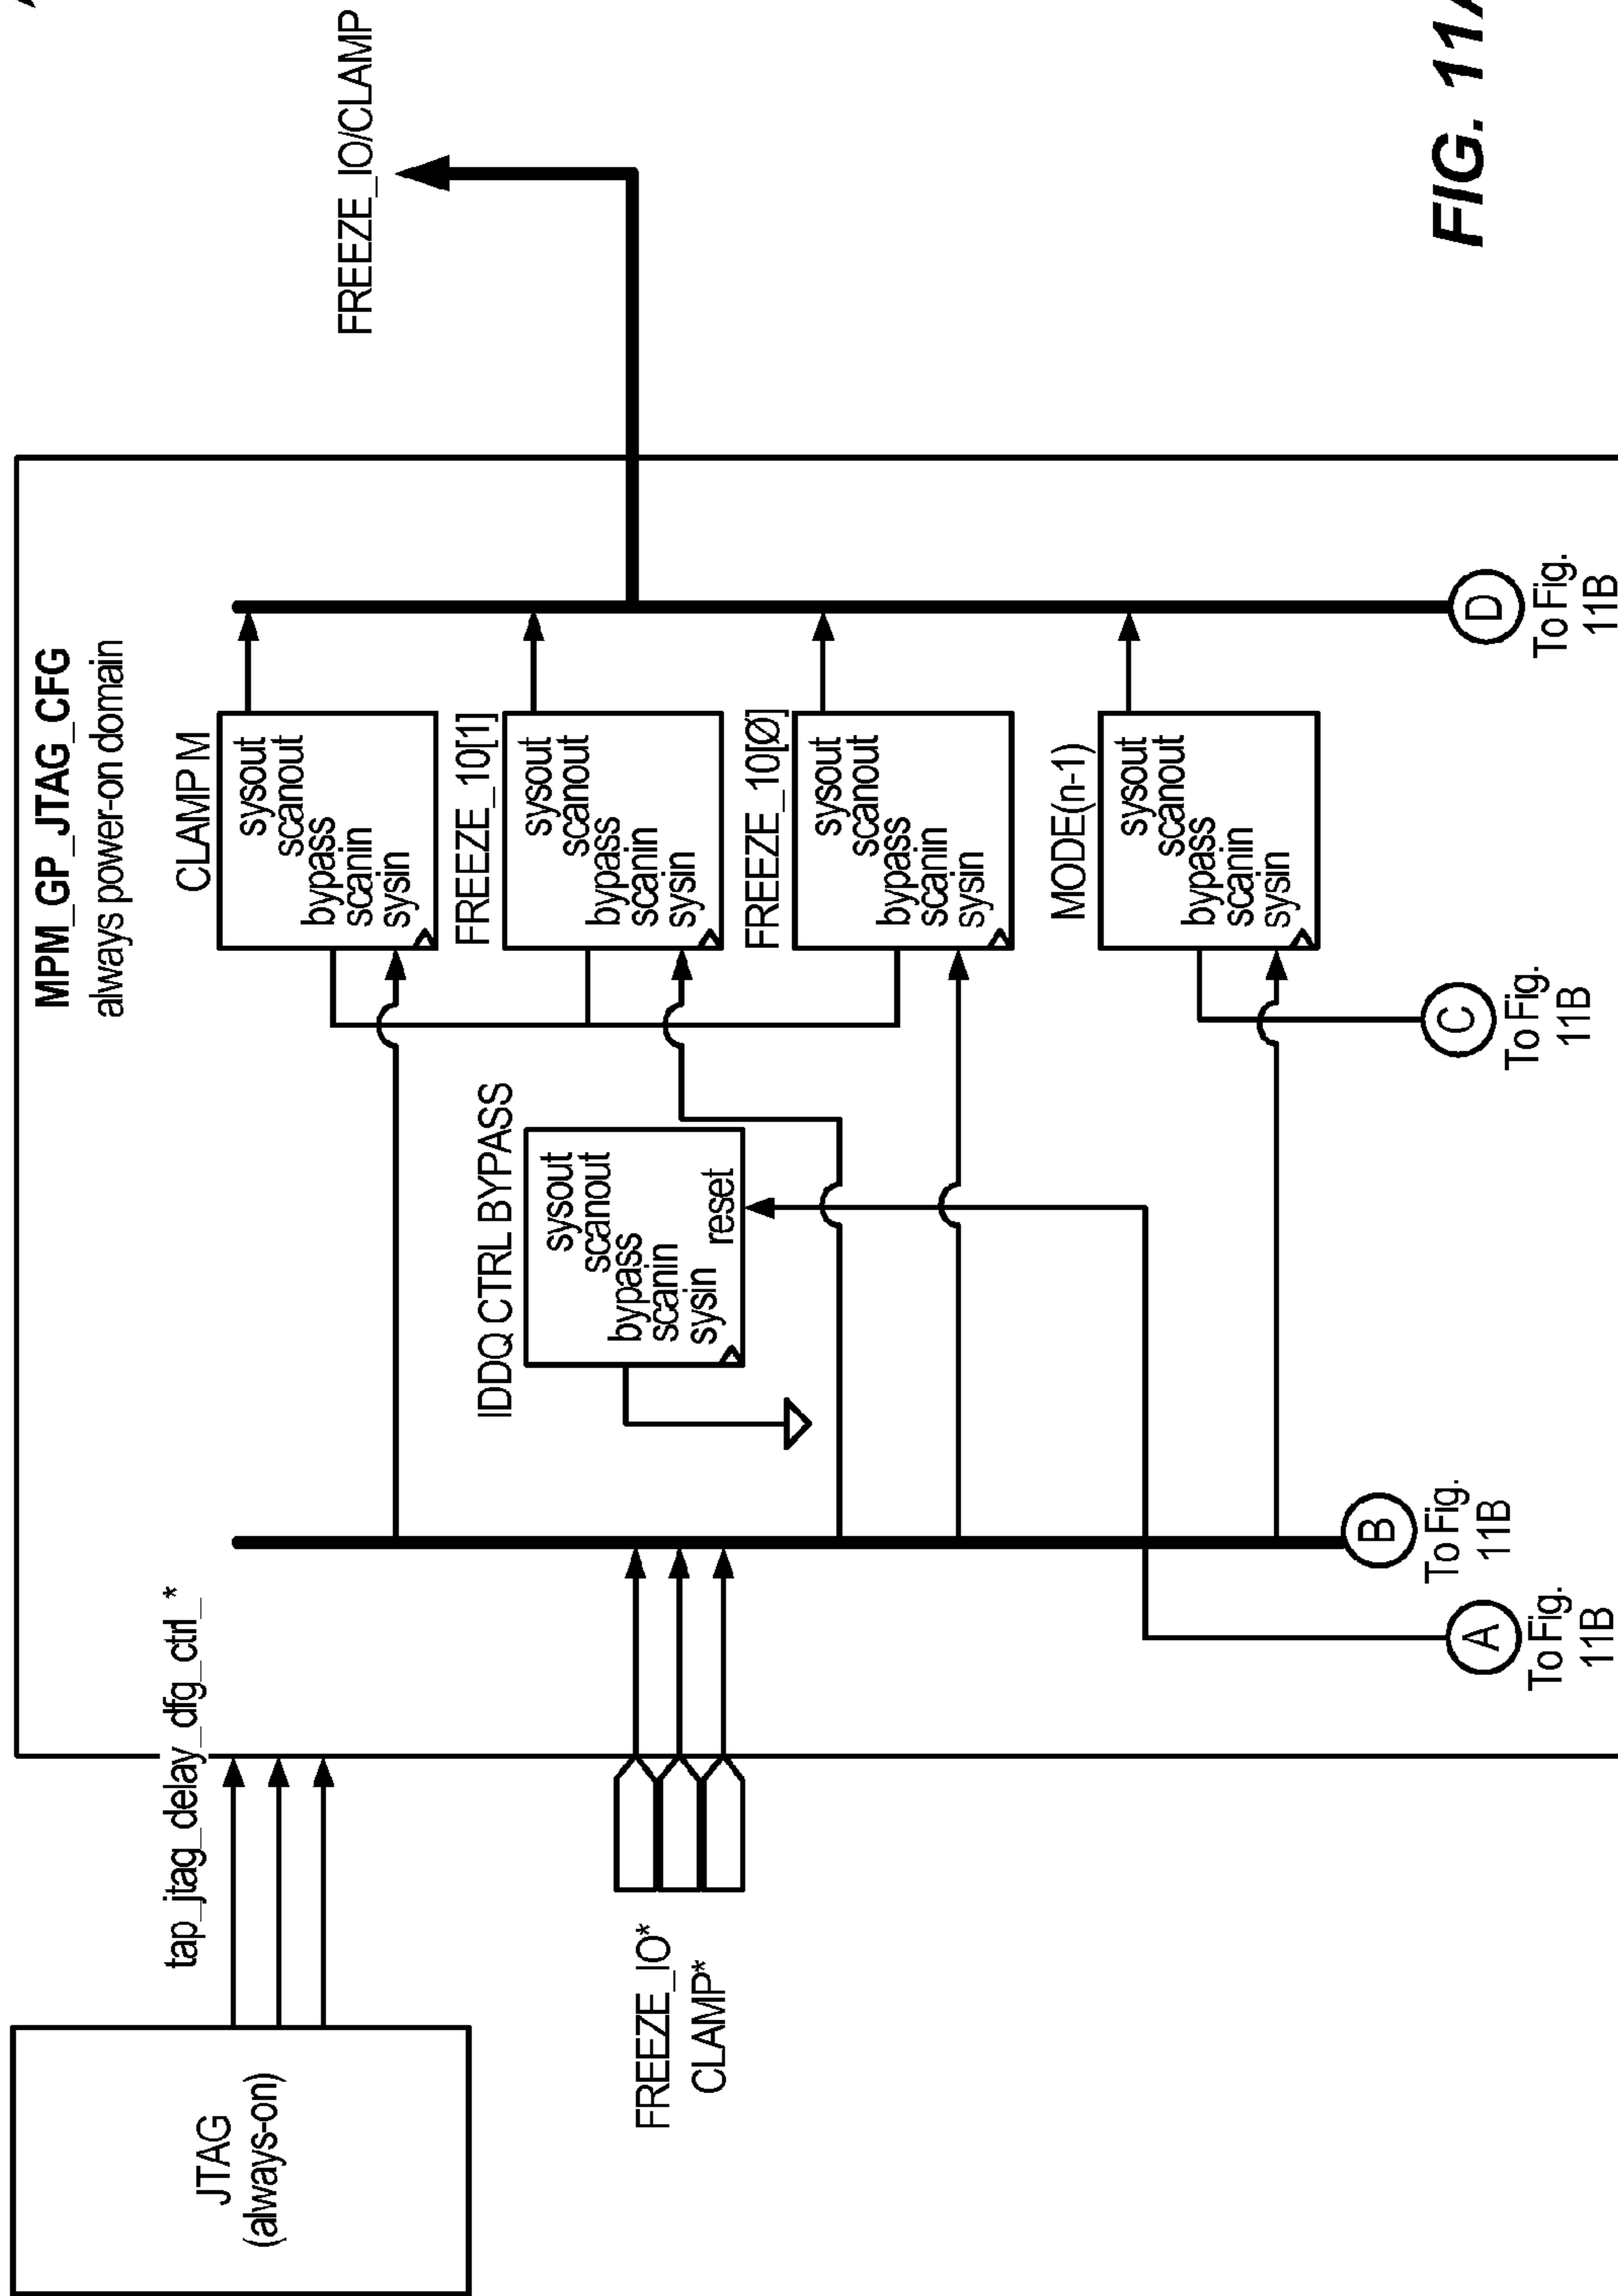 JTAG
(always-on)
tap_jtag_delay_dfg_ctrl_*
MPM_GP_JTAG_CFG
always power-on domain
FREEZE_IO*
CLAMP*
FREEZE_IO/CLAMP
CLAMP M
sysout
scanout
bypass
scanin
sysin
IDDQ CTRL BYPASS
sysout
scanout
bypass
scanin
sysin
reset
FREEZE_10[1]
sysout
scanout
bypass
scanin
sysin
FREEZE_10[Ø]
sysout
scanout
bypass
scanin
sysin
MODE(n-1)
sysout
scanout
bypass
scanin
sysin
A
To Fig.
11B
B
To Fig.
11B
C
To Fig.
11B
D
To Fig.
11B
FIG. 11A